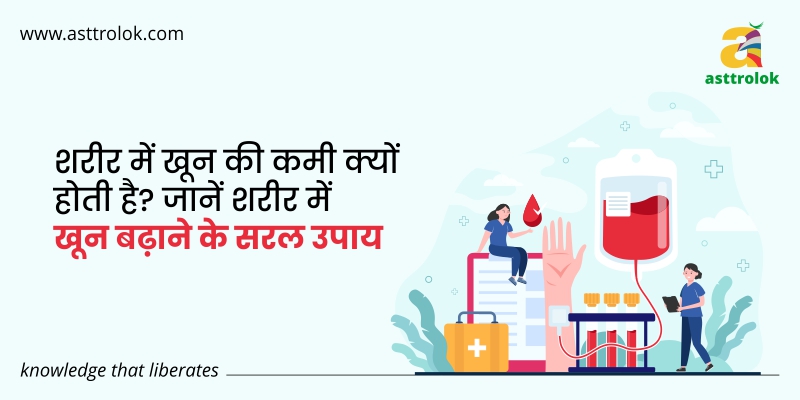 www.asttrolok.com
asttrolok
शरीर में खून की कमी क्यों
होती है? जानें शरीर में
खून बढ़ाने के सरल उपाय
knowledge that liberates